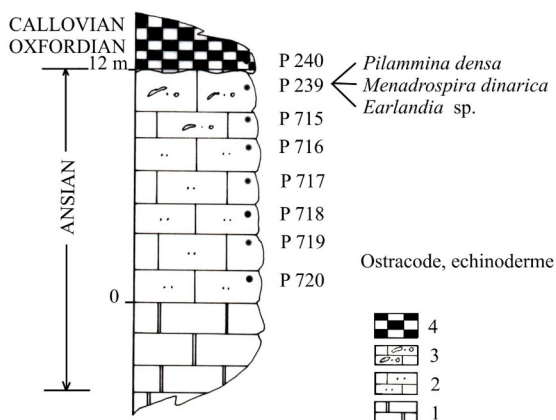 CALLOVIAN
OXFORDIAN
12 m
P 240
P 239
Pilammina densa
Menadrospira dinarica
Earlandia sp.
P 715
P 716
P 717
P 718
P 719
P 720
ANSIAN
0
Ostracode, echinoderme
4
3
2
1